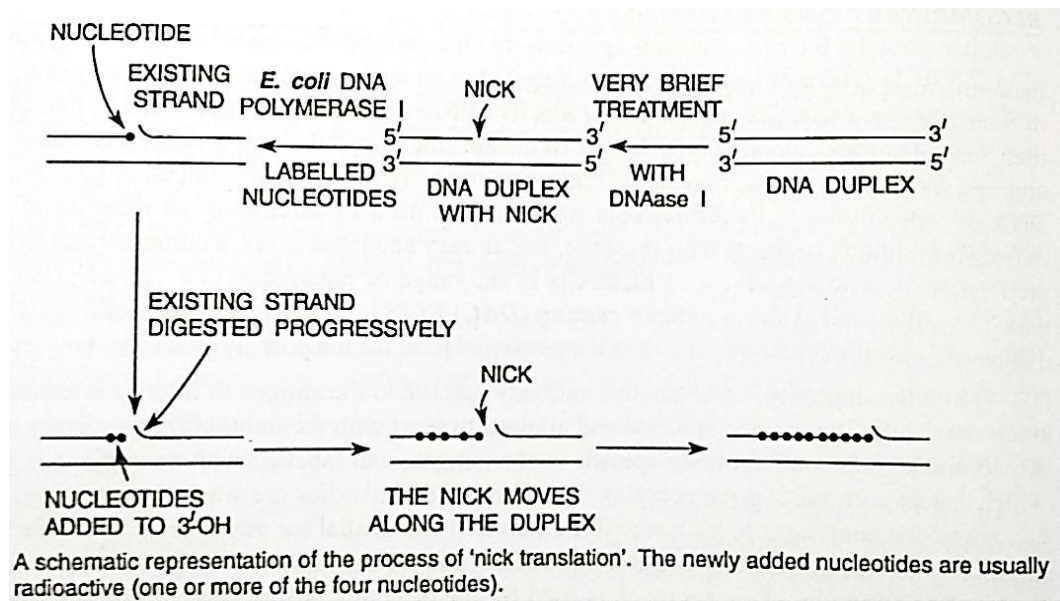 NUCLEOTIDE
EXISTING
STRAND
E. coli DNA
POLYMERASE I
LABELLED
NUCLEOTIDES
5′
3′
NICK
3′
5′
DNA DUPLEX
WITH NICK
VERY BRIEF
TREATMENT
WITH
DNAase I
5′
3′
3′
5′
DNA DUPLEX
EXISTING STRAND
DIGESTED PROGRESSIVELY
NICK
NUCLEOTIDES
ADDED TO 3′-OH
THE NICK MOVES
ALONG THE DUPLEX
A schematic representation of the process of 'nick translation'. The newly added nucleotides are usually
radioactive (one or more of the four nucleotides).